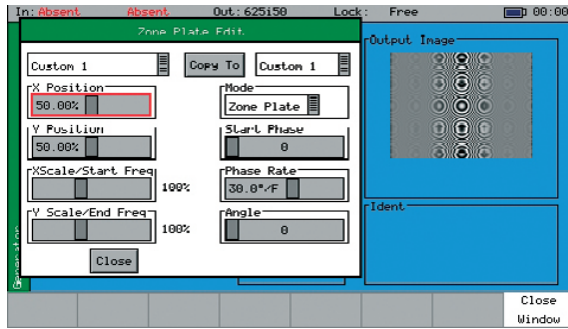 In: Absent Absent Out: 625i50 Lock: Free 00:00
Zone Plate Edit.
Output Image
Custom 1 Copy To Custom 1
X Position Mode
50.00% Zone Plate
Y Position Start Phase
50.00% 0
XScale/Start Freq Phase Rate
100% 30.0°/F
Y Scale/End Freq Angle
100% 0
Ident
Close
Generator
Close
Window